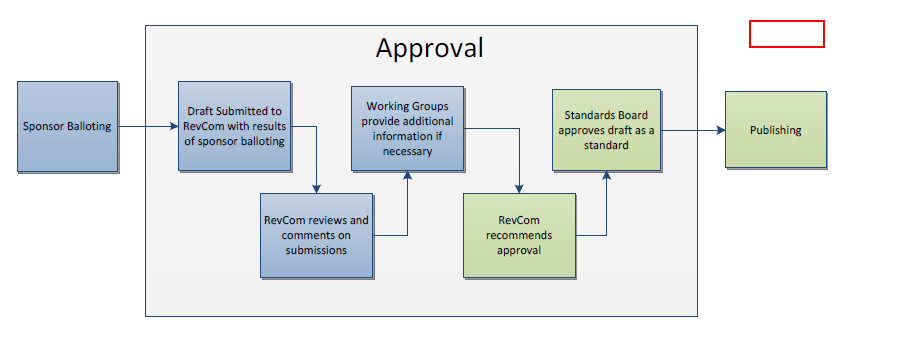 Approval
Sponsor Balloting
Draft Submitted to
RevCom with results
of sponsor balloting
RevCom reviews and
comments on
submissions
Working Groups
provide additional
information if
necessary
RevCom
recommends
approval
Standards Board
approves draft as a
standard
Publishing